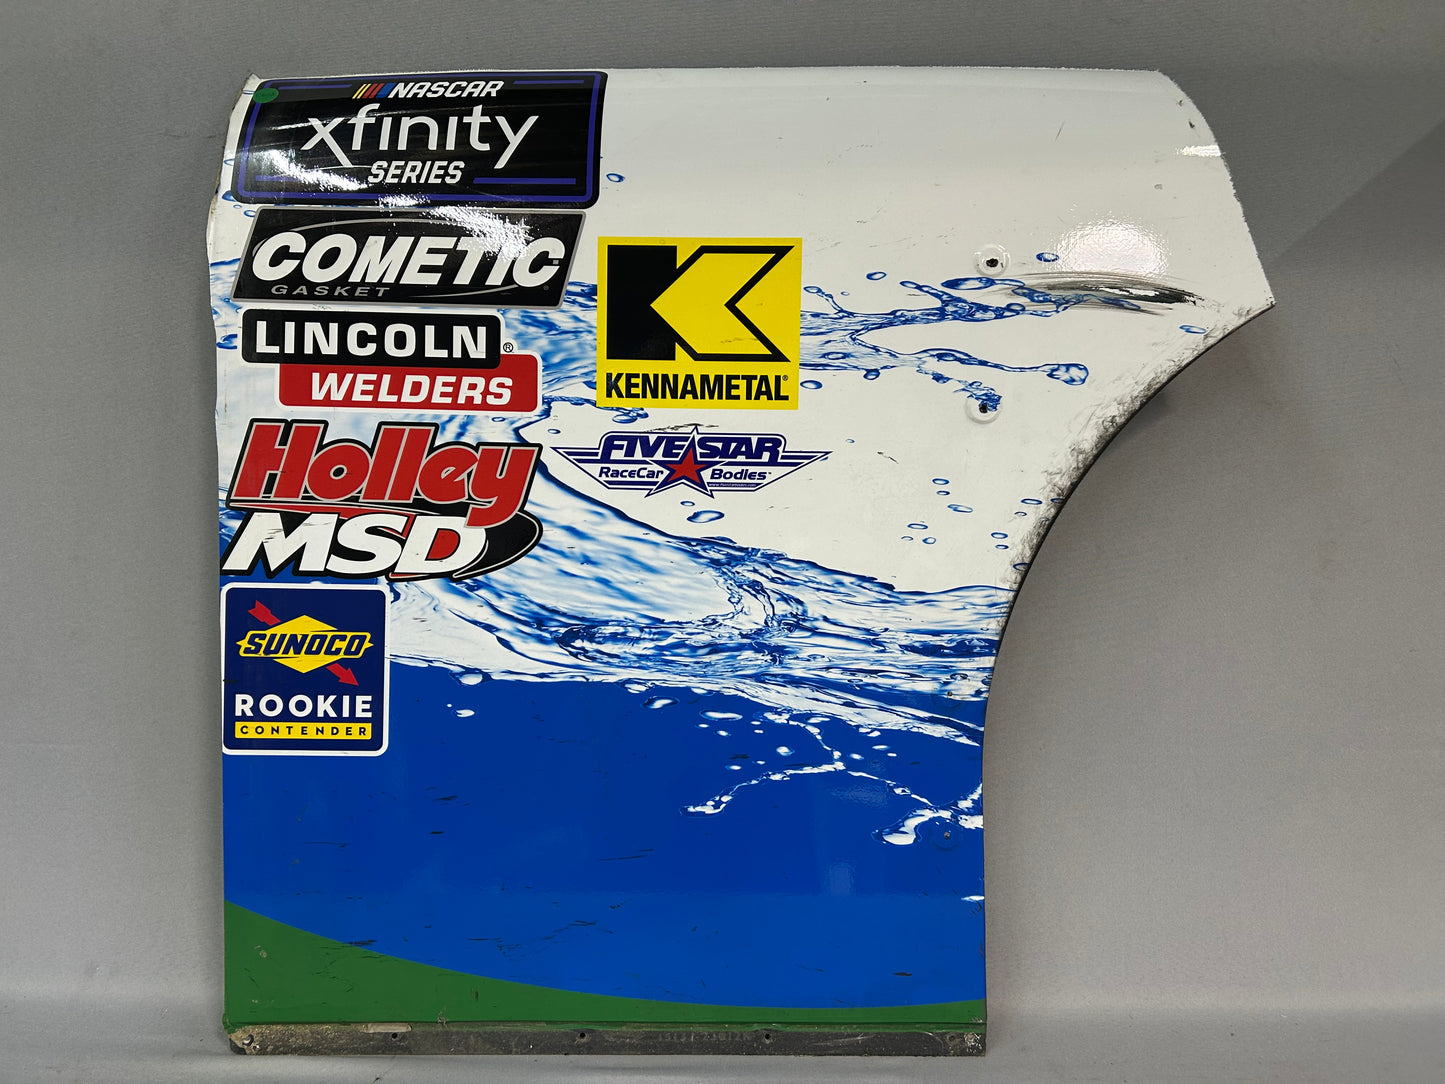 NASCAR
xfinity
SERIES
COMETIC
GASKET
LINCOLN ®
WELDERS
Holley
MSD
SUNOCO
ROOKIE
CONTENDER
KENNAMETAL®
FIVE STAR
RaceCar Bodies